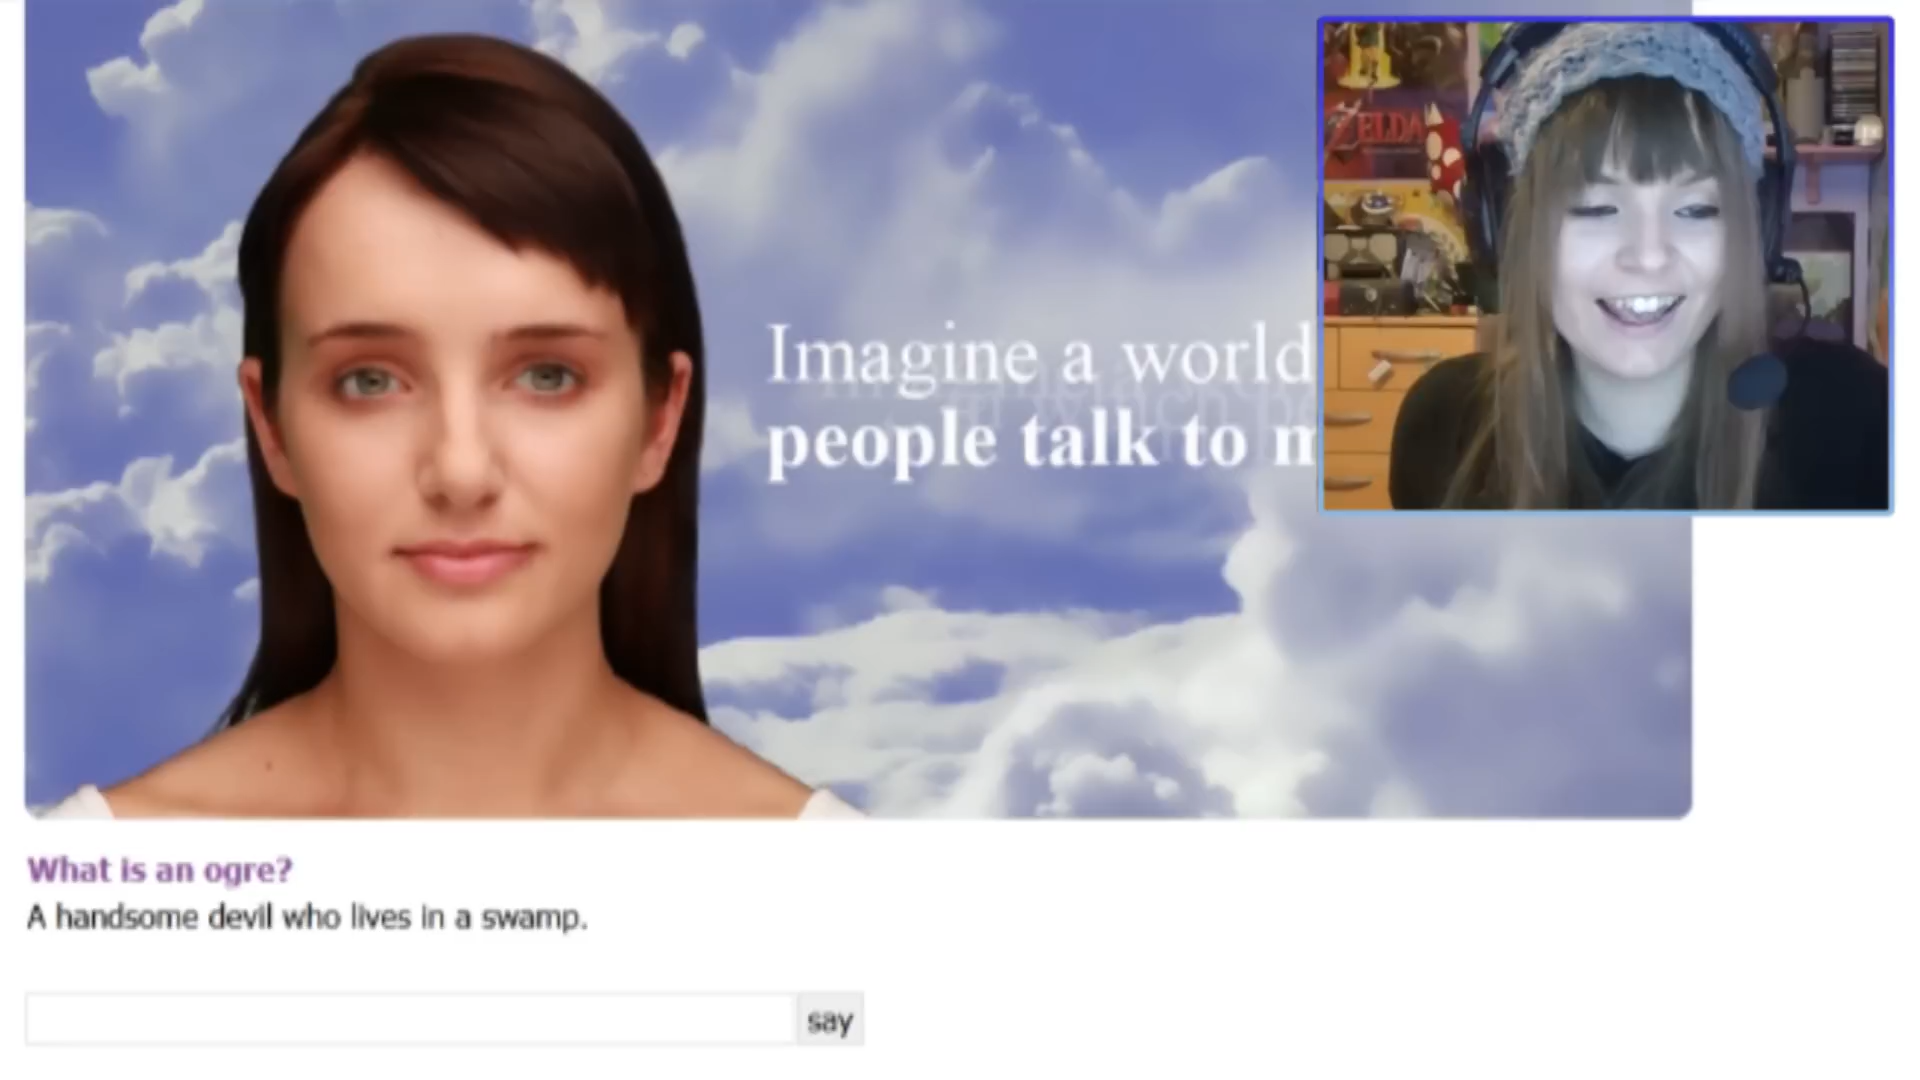 Imagine a world
people talk to m
ZELDA
What is an ogre?
A handsome devil who lives in a swamp.
say